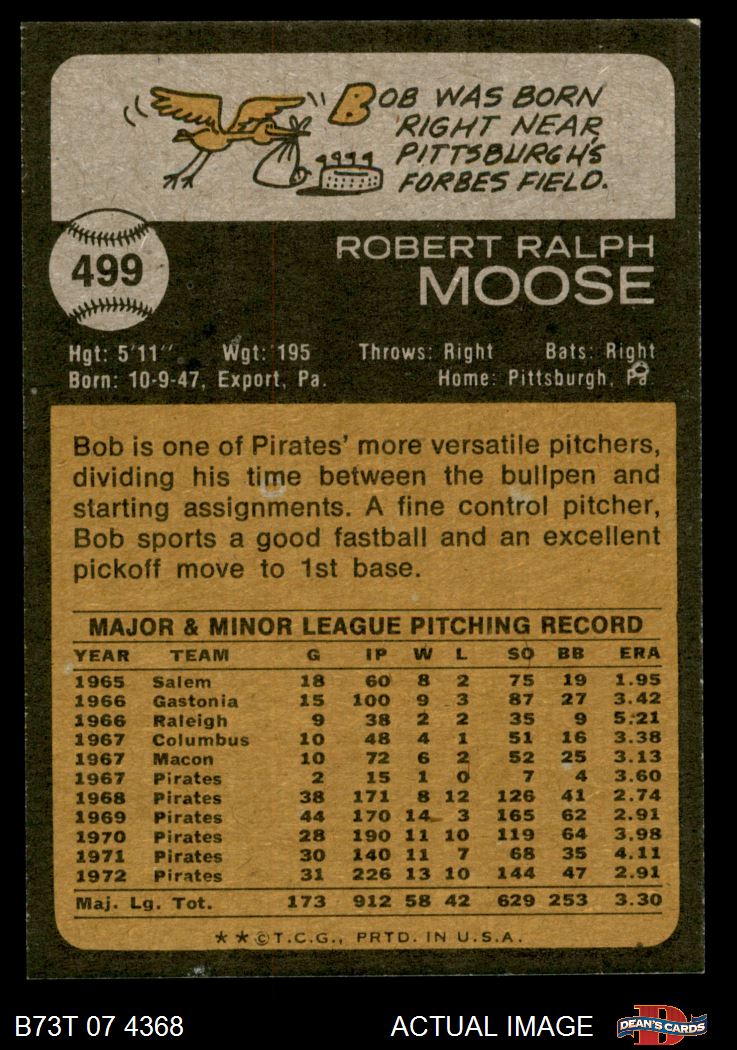 BOB WAS BORN
RIGHT NEAR
PITTSBURGH'S
FORBES FIELD.
499
ROBERT RALPH
MOOSE
Hgt: 5'11" Wgt: 195 Throws: Right Bats: Right
Born: 10-9-47, Export, Pa. Home: Pittsburgh, Pa
Bob is one of Pirates' more versatile pitchers,
dividing his time between the bullpen and
starting assignments. A fine control pitcher,
Bob sports a good fastball and an excellent
pickoff move to 1st base.
MAJOR & MINOR LEAGUE PITCHING RECORD
YEAR TEAM G IP W L SO BB ERA
1965 Salem 18 60 8 2 75 19 1.95
1966 Gastonia 15 100 9 3 87 27 3.42
1966 Raleigh 9 38 2 2 35 9 5.21
1967 Columbus 10 48 4 1 51 16 3.38
1967 Macon 10 72 6 2 52 25 3.13
1967 Pirates 2 15 1 0 7 4 3.60
1968 Pirates 38 171 8 12 126 41 2.74
1969 Pirates 44 170 14 3 165 62 2.91
1970 Pirates 28 190 11 10 119 64 3.98
1971 Pirates 30 140 11 7 68 35 4.11
1972 Pirates 31 226 13 10 144 47 2.91
Maj. Lg. Tot. 173 912 58 42 629 253 3.30
★★©T.C.G., PRTD. IN U.S.A.
B73T 07 4368 ACTUAL IMAGE
D
DEAN'S CARDS